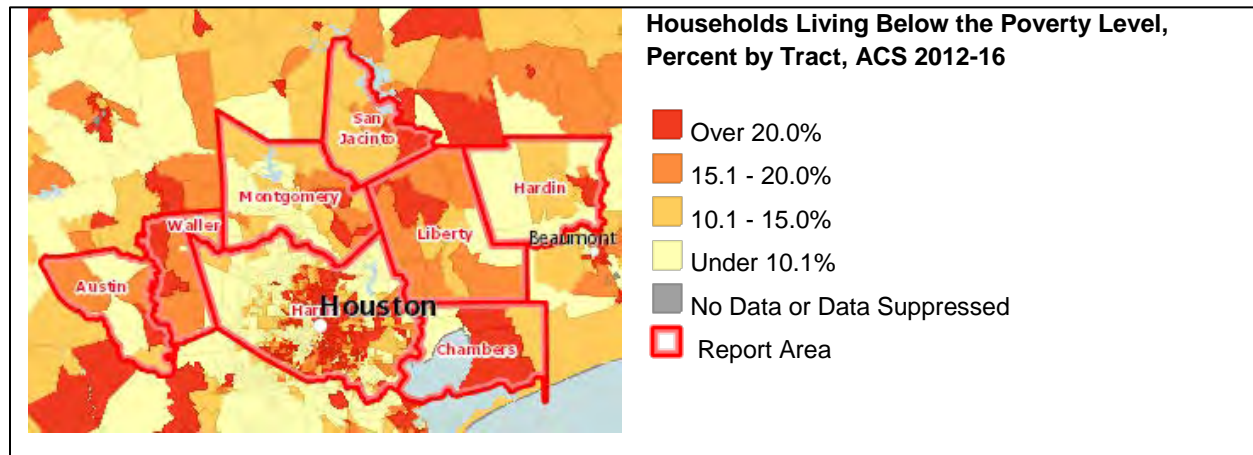 Households Living Below the Poverty Level,
Percent by Tract, ACS 2012-16
Over 20.0%
15.1 - 20.0%
10.1 - 15.0%
Under 10.1%
No Data or Data Suppressed
Report Area
San
Jacinto
Hardin
Montgomery
Waller
Liberty
Beaumont
Austin
Houston
Harr
Chambers